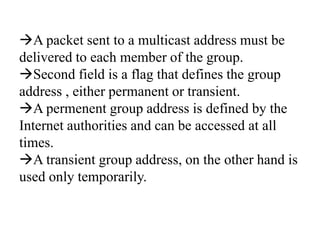 →A packet sent to a multicast address must be
delivered to each member of the group.
→Second field is a flag that defines the group
address , either permanent or transient.
→A permenent group address is defined by the
Internet authorities and can be accessed at all
times.
→A transient group address, on the other hand is
used only temporarily.